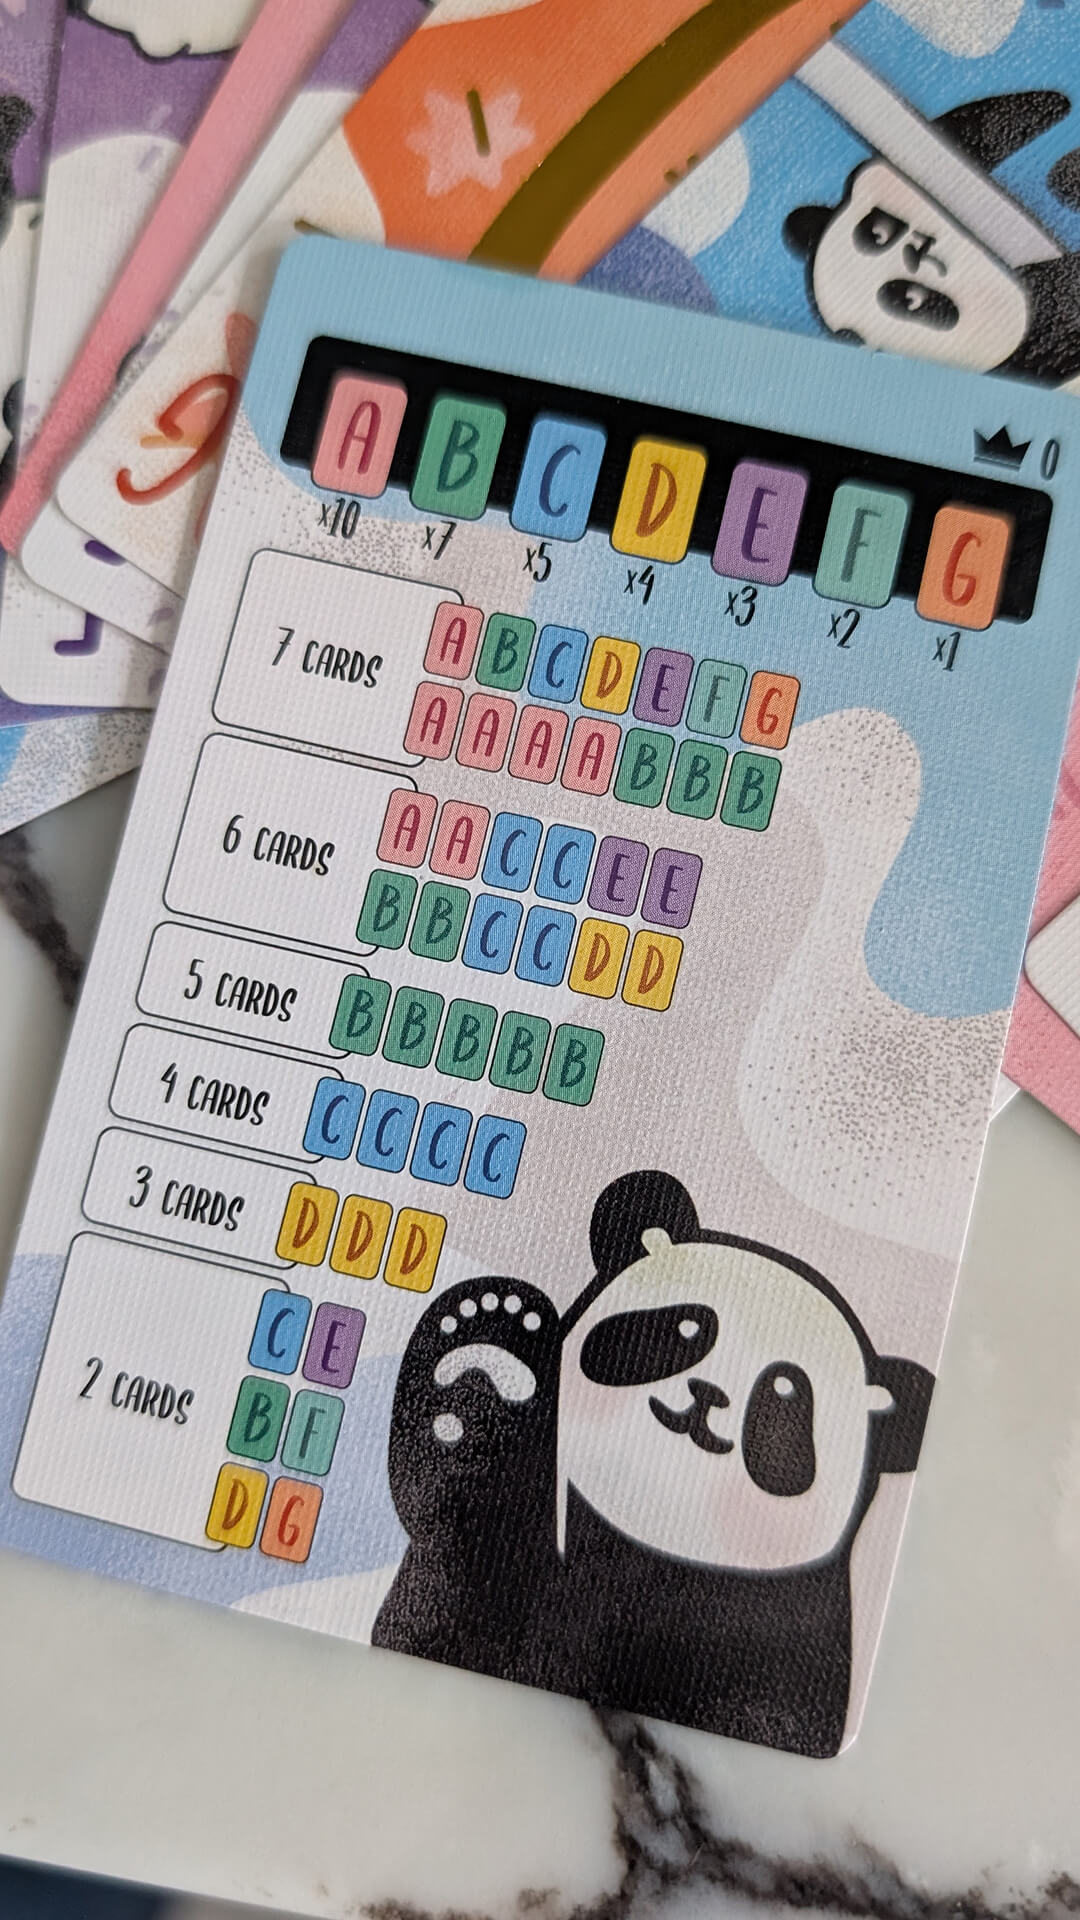 0
A B C D E F G
x10 x7 x5 x4 x3 x2 x1
7 CARDS
A B C D E F G
A A A A B B B
6 CARDS
A A C C E E
B B C C D D
5 CARDS
B B B B B
4 CARDS
C C C C
3 CARDS
D D D
2 CARDS
C E
B F
D G